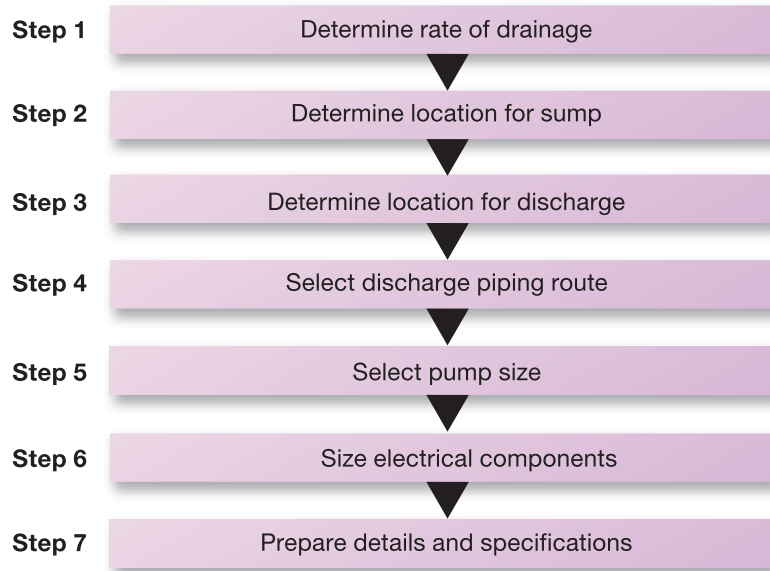 Step 1 Determine rate of drainage
Step 2 Determine location for sump
Step 3 Determine location for discharge
Step 4 Select discharge piping route
Step 5 Select pump size
Step 6 Size electrical components
Step 7 Prepare details and specifications